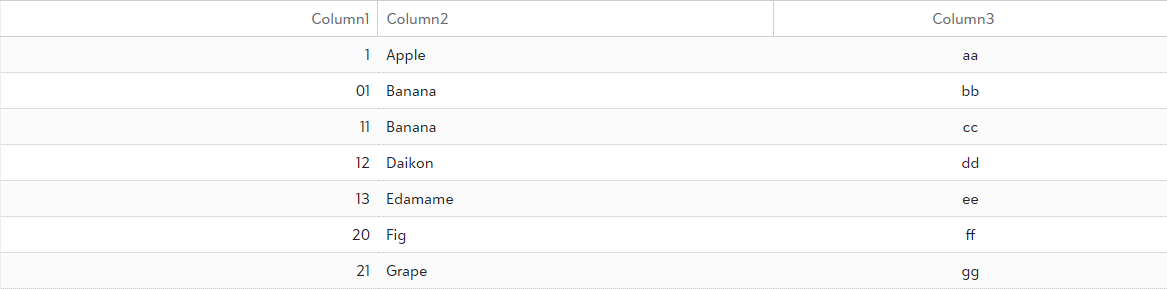 Column1 Column2 Column3
1 Apple aa
01 Banana bb
11 Banana cc
12 Daikon dd
13 Edamame ee
20 Fig ff
21 Grape gg